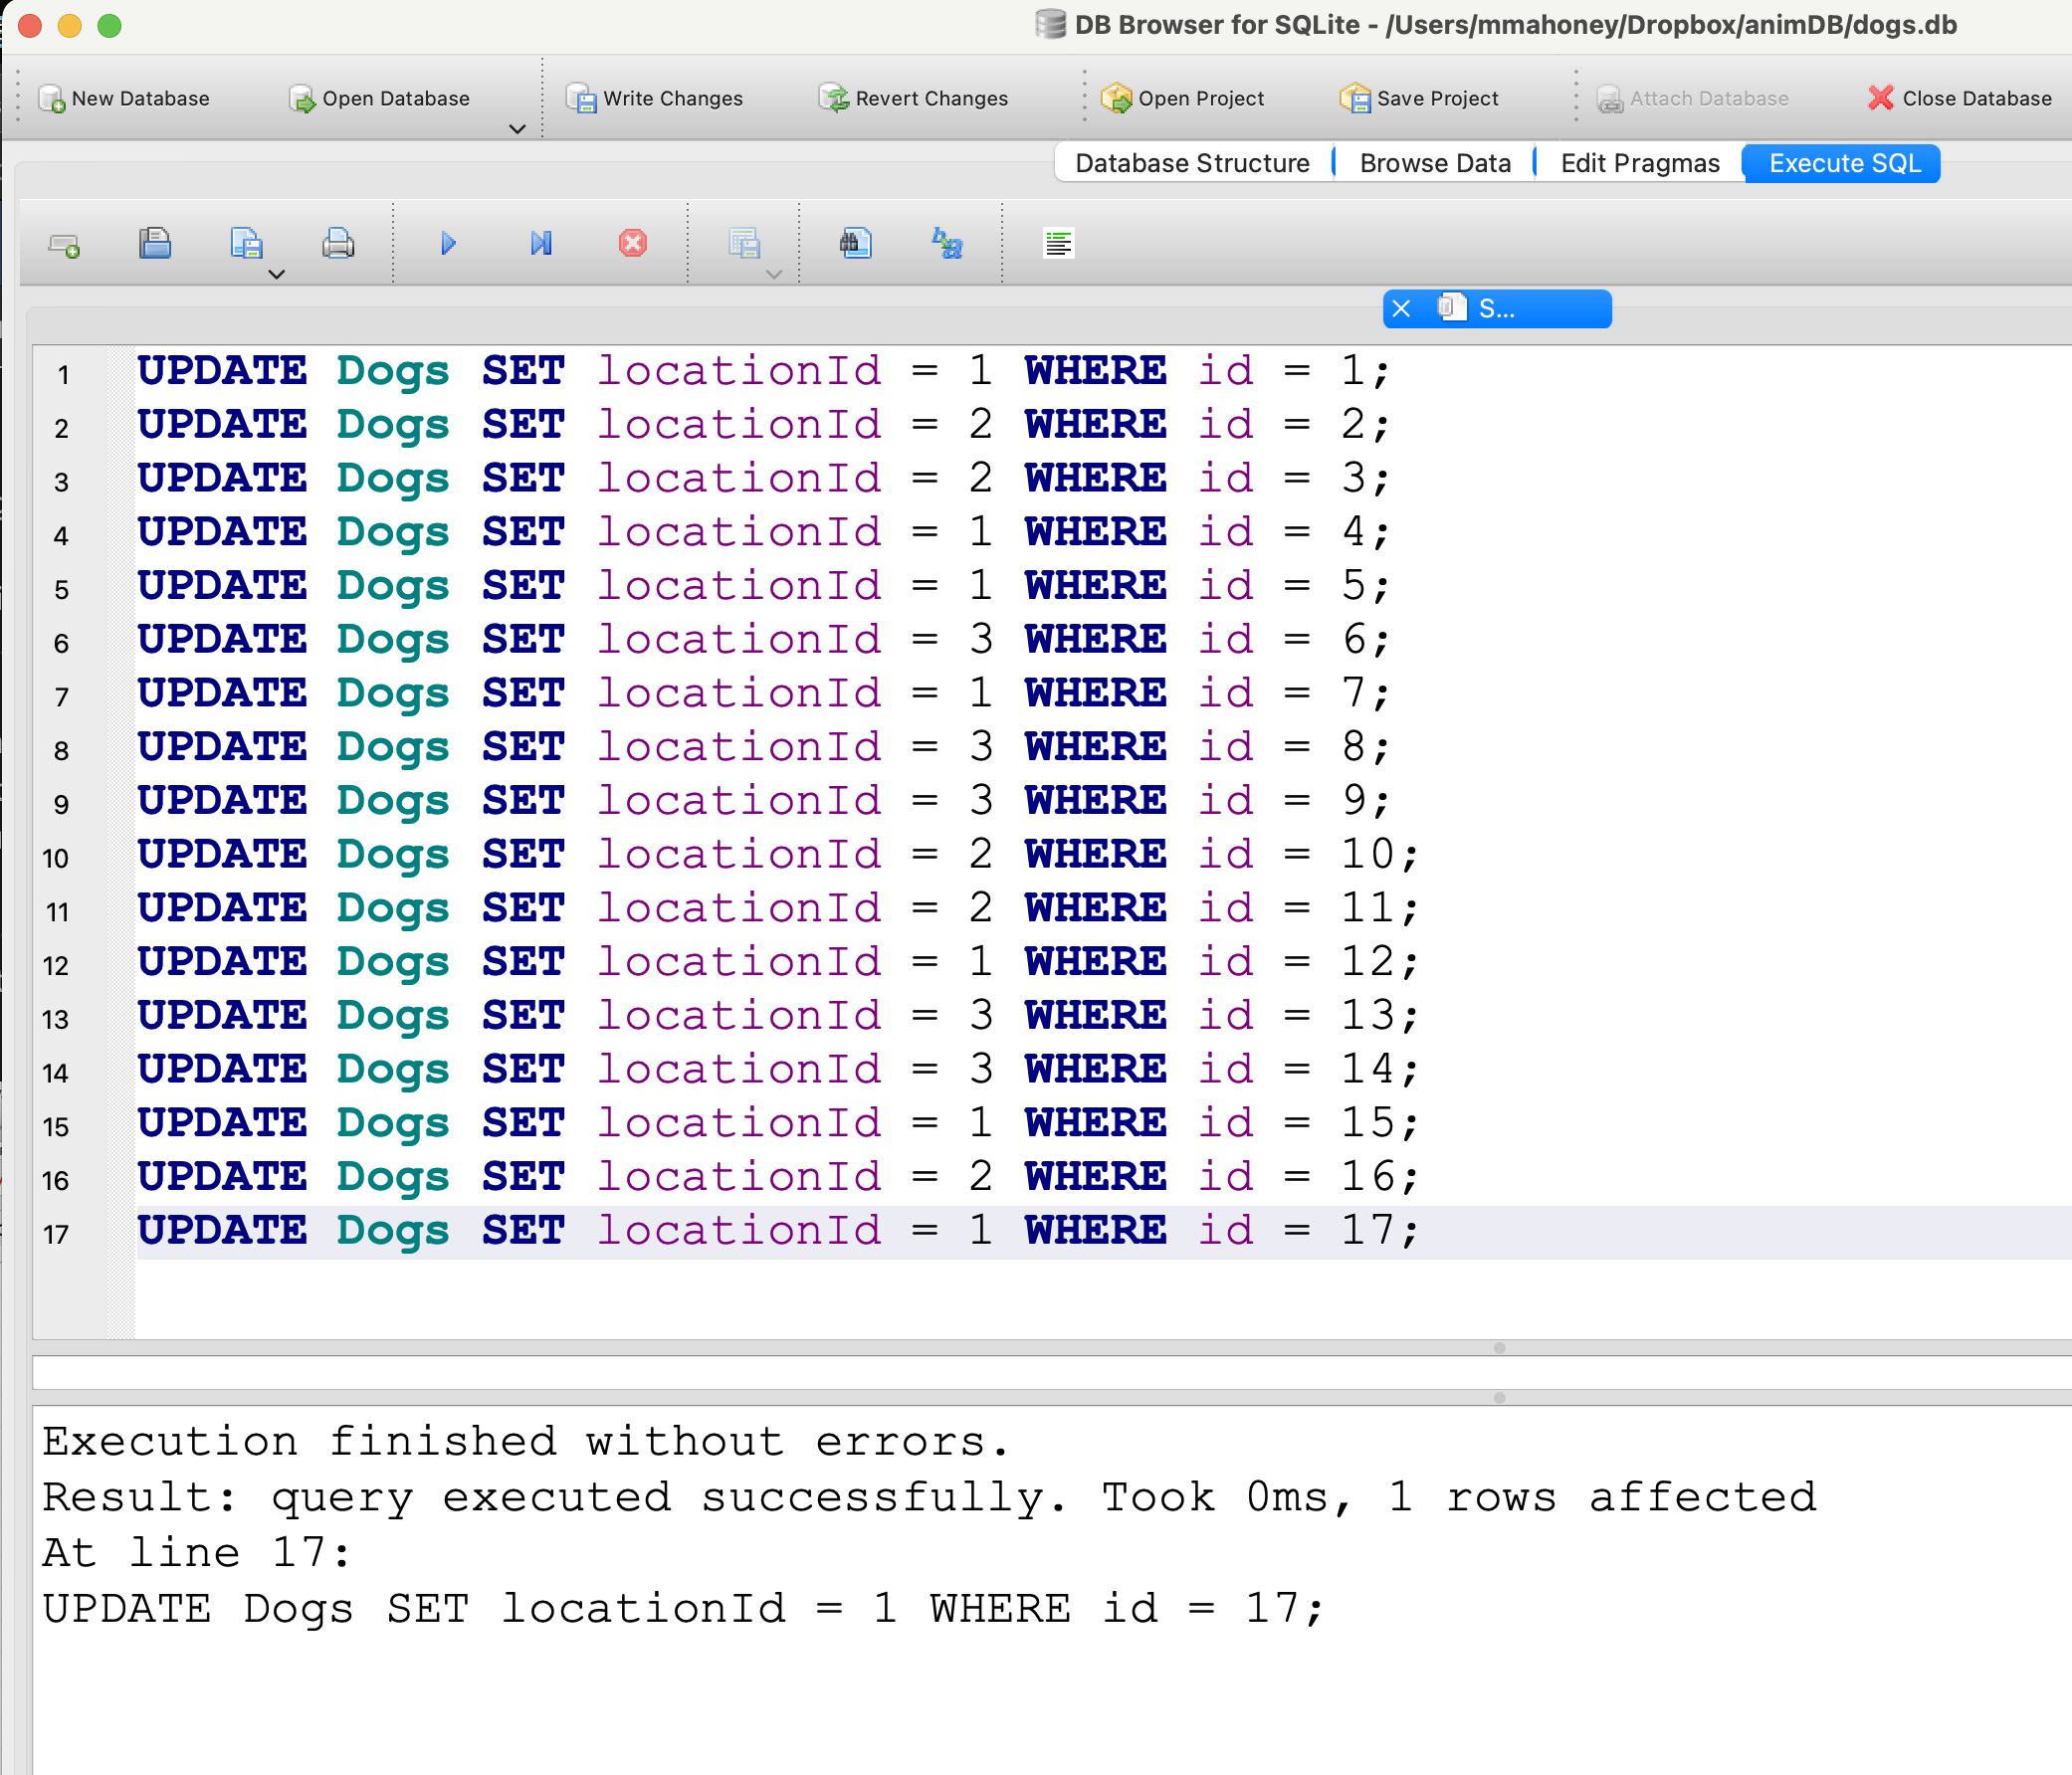 DB Browser for SQLite - /Users/mmahoney/Dropbox/animDB/dogs.db
New Database Open Database Write Changes Revert Changes Open Project Save Project Attach Database Close Database
Database Structure Browse Data Edit Pragmas Execute SQL
S...
1 UPDATE Dogs SET locationId = 1 WHERE id = 1;
2 UPDATE Dogs SET locationId = 2 WHERE id = 2;
3 UPDATE Dogs SET locationId = 2 WHERE id = 3;
4 UPDATE Dogs SET locationId = 1 WHERE id = 4;
5 UPDATE Dogs SET locationId = 1 WHERE id = 5;
6 UPDATE Dogs SET locationId = 3 WHERE id = 6;
7 UPDATE Dogs SET locationId = 1 WHERE id = 7;
8 UPDATE Dogs SET locationId = 3 WHERE id = 8;
9 UPDATE Dogs SET locationId = 3 WHERE id = 9;
10 UPDATE Dogs SET locationId = 2 WHERE id = 10;
11 UPDATE Dogs SET locationId = 2 WHERE id = 11;
12 UPDATE Dogs SET locationId = 1 WHERE id = 12;
13 UPDATE Dogs SET locationId = 3 WHERE id = 13;
14 UPDATE Dogs SET locationId = 3 WHERE id = 14;
15 UPDATE Dogs SET locationId = 1 WHERE id = 15;
16 UPDATE Dogs SET locationId = 2 WHERE id = 16;
17 UPDATE Dogs SET locationId = 1 WHERE id = 17;
Execution finished without errors.
Result: query executed successfully. Took 0ms, 1 rows affected
At line 17:
UPDATE Dogs SET locationId = 1 WHERE id = 17;